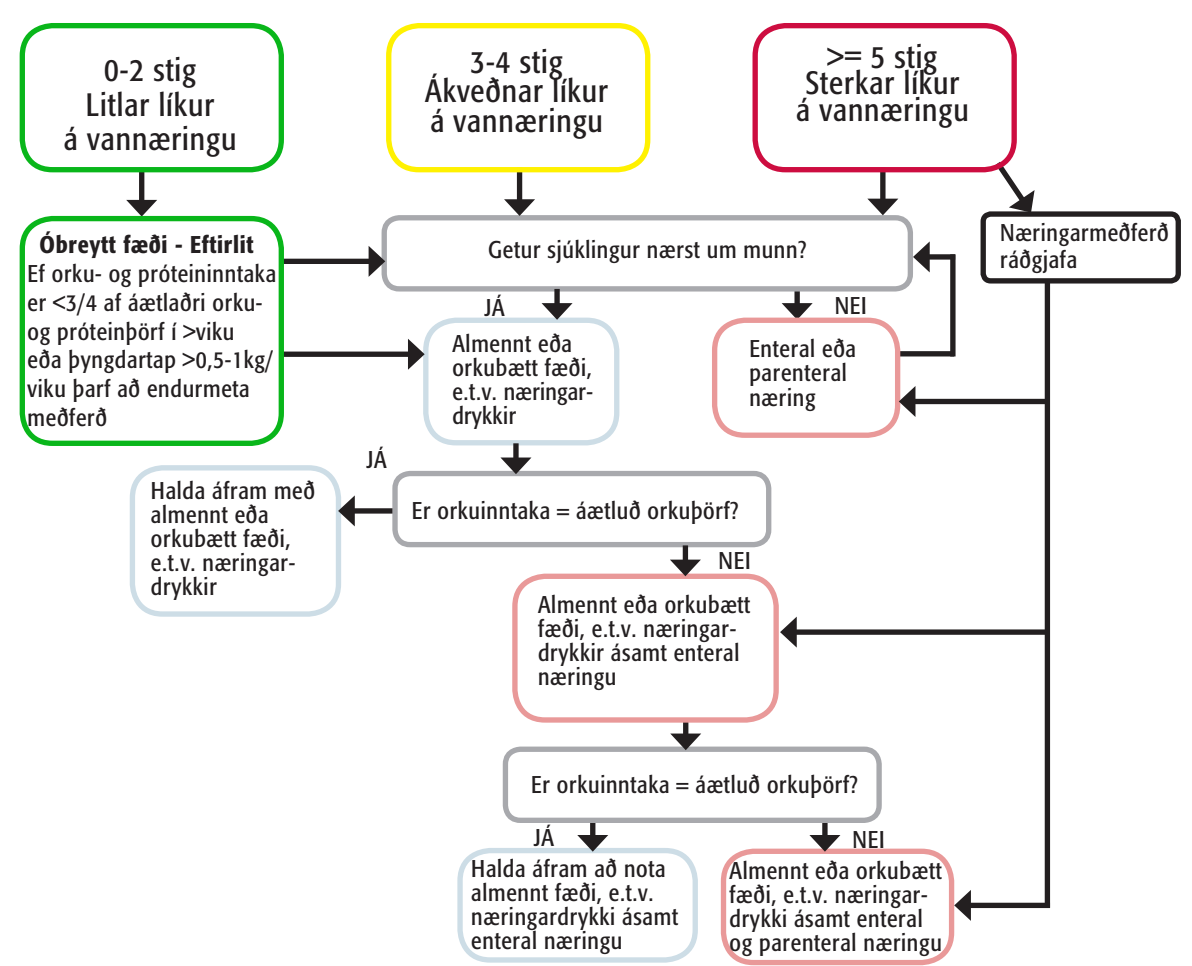 0-2 stig
Litlar líkur
á vannæringu
3-4 stig
Ákveðnar líkur
á vannæringu
>= 5 stig
Sterkar líkur
á vannæringu
Óbreytt fæði - Eftirlit
Ef orku- og próteininntaka
er <3/4 af áætlaðri orku-
og próteinþörf í >viku
eða þyngdartap >0,5-1kg/
viku þarf að endurmeta
meðferð
Getur sjúklingur nærst um munn?
Næringarmeðferð
ráðgjafa
JÁ
NEI
Almennt eða
orkubætt fæði,
e.t.v. næringar-
drykkir
Enteral eða
parenteral
næring
JÁ
Halda áfram með
almennt eða
orkubætt fæði,
e.t.v. næringar-
drykkir
Er orkuinntaka = áætluð orkuþörf?
NEI
Almennt eða orkubætt
fæði, e.t.v. næringar-
drykkir ásamt enteral
næringu
Er orkuinntaka = áætluð orkuþörf?
JÁ
NEI
Halda áfram að nota
almennt fæði, e.t.v.
næringardrykki ásamt
enteral næringu
Almennt eða orkubætt
fæði, e.t.v. næringar-
drykki ásamt enteral
og parenteral næringu